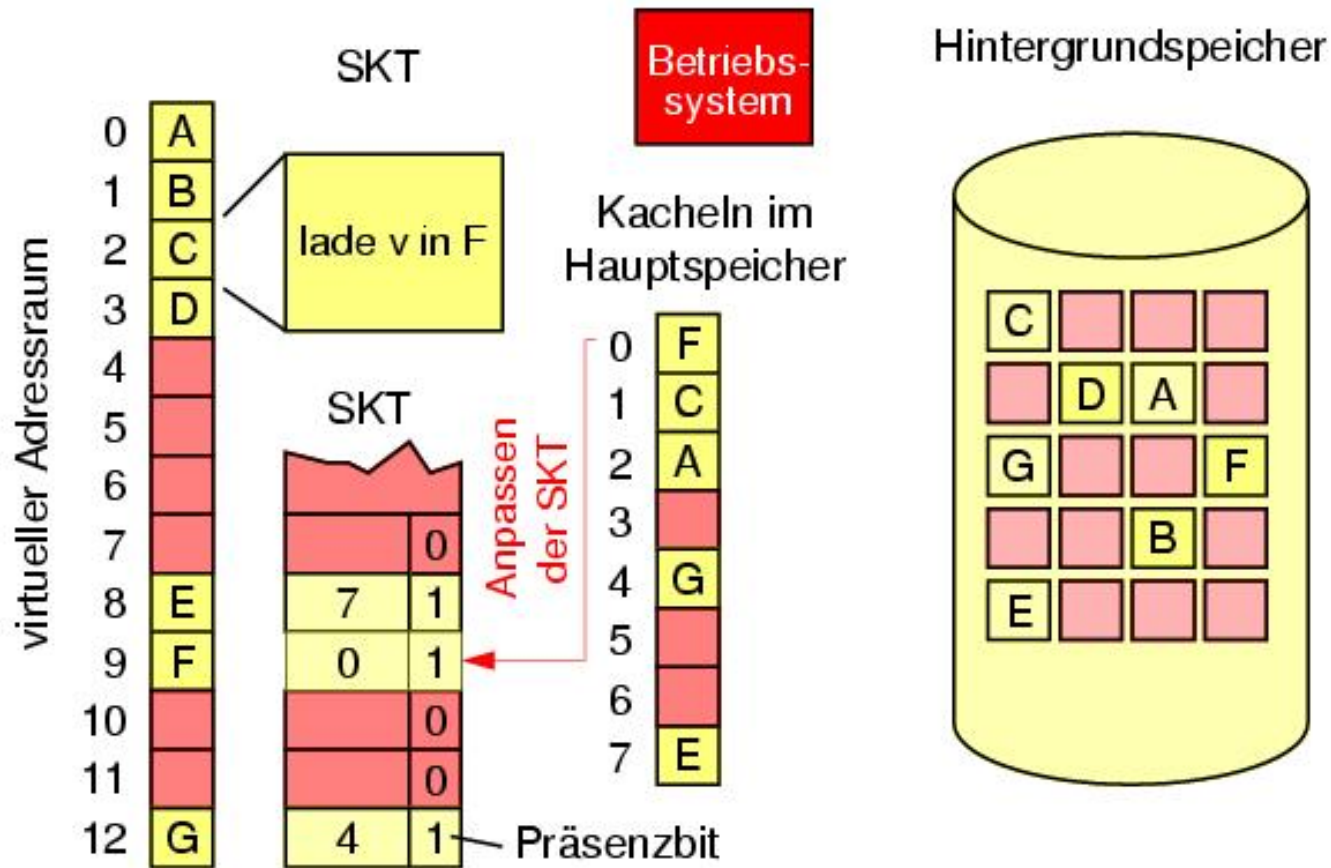 SKT
Betriebs-
system
Hintergrundspeicher
virtueller Adressraum
0 A
1 B
2 C
3 D
4
5
6
7
8 E
9 F
10
11
12 G
lade v in F
SKT
0
7 1
0 1
0
0
4 1
Präsenzbit
Anpassen
der SKT
Kacheln im
Hauptspeicher
0 F
1 C
2 A
3
4 G
5
6
7 E
C
D A
G F
B
E